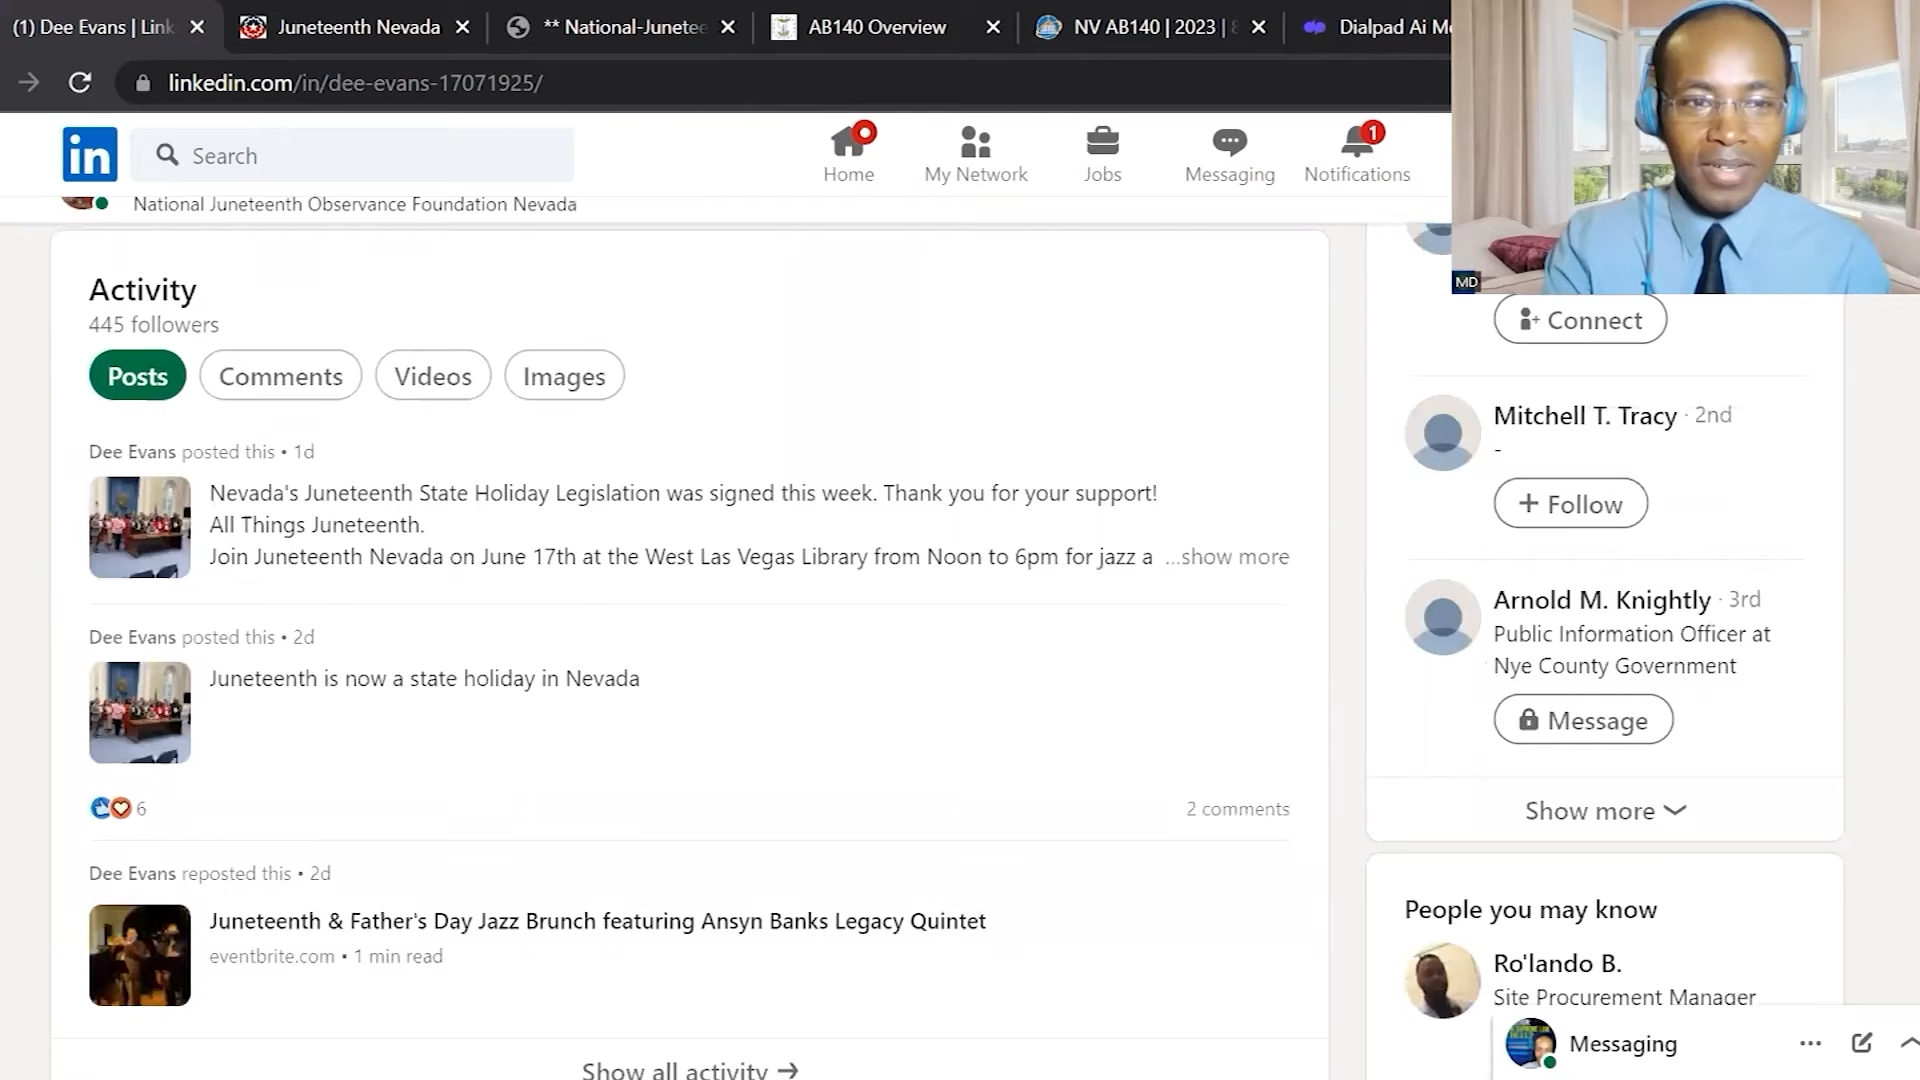 (1) Dee Evans | Link
Juneteenth Nevada
** National-Junetee
AB140 Overview
NV AB140 | 2023 | 8
Dialpad Ai Me
linkedin.com/in/dee-evans-17071925/
in
Search
Home
My Network
Jobs
Messaging
1
Notifications
National Juneteenth Observance Foundation Nevada
MD
Activity
445 followers
Posts
Comments
Videos
Images
Dee Evans posted this • 1d
Nevada's Juneteenth State Holiday Legislation was signed this week. Thank you for your support!
All Things Juneteenth.
Join Juneteenth Nevada on June 17th at the West Las Vegas Library from Noon to 6pm for jazz a ...show more
Dee Evans posted this • 2d
Juneteenth is now a state holiday in Nevada
6
2 comments
Dee Evans reposted this • 2d
Juneteenth & Father's Day Jazz Brunch featuring Ansyn Banks Legacy Quintet
eventbrite.com • 1 min read
Show all activity →
Connect
Mitchell T. Tracy · 2nd
-
+ Follow
Arnold M. Knightly · 3rd
Public Information Officer at
Nye County Government
Message
Show more
People you may know
Ro'lando B.
Site Procurement Manager
Messaging